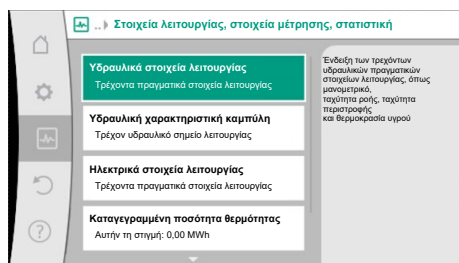 ..) Στοιχεία λειτουργίας, στοιχεία μέτρησης, στατιστική
Υδραυλικά στοιχεία λειτουργίας
Τρέχοντα πραγματικά στοιχεία λειτουργίας
Υδραυλική χαρακτηριστική καμπύλη
Τρέχον υδραυλικό σημείο λειτουργίας
Ηλεκτρικά στοιχεία λειτουργίας
Τρέχοντα πραγματικά στοιχεία λειτουργίας
Καταγεγραμμένη ποσότητα θερμότητας
Αυτήν τη στιγμή: 0,00 MWh
Ένδειξη των τρεχόντων
υδραυλικών πραγματικών
στοιχείων λειτουργίας, όπως
μανομετρικό,
ταχύτητα ροής, ταχύτητα
περιστροφής
και θερμοκρασία υγρού